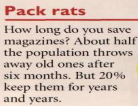 Pack rats
How long do you save
magazines? About half
the population throws
away old ones after
six months. But 20%
keep them for years
and years.